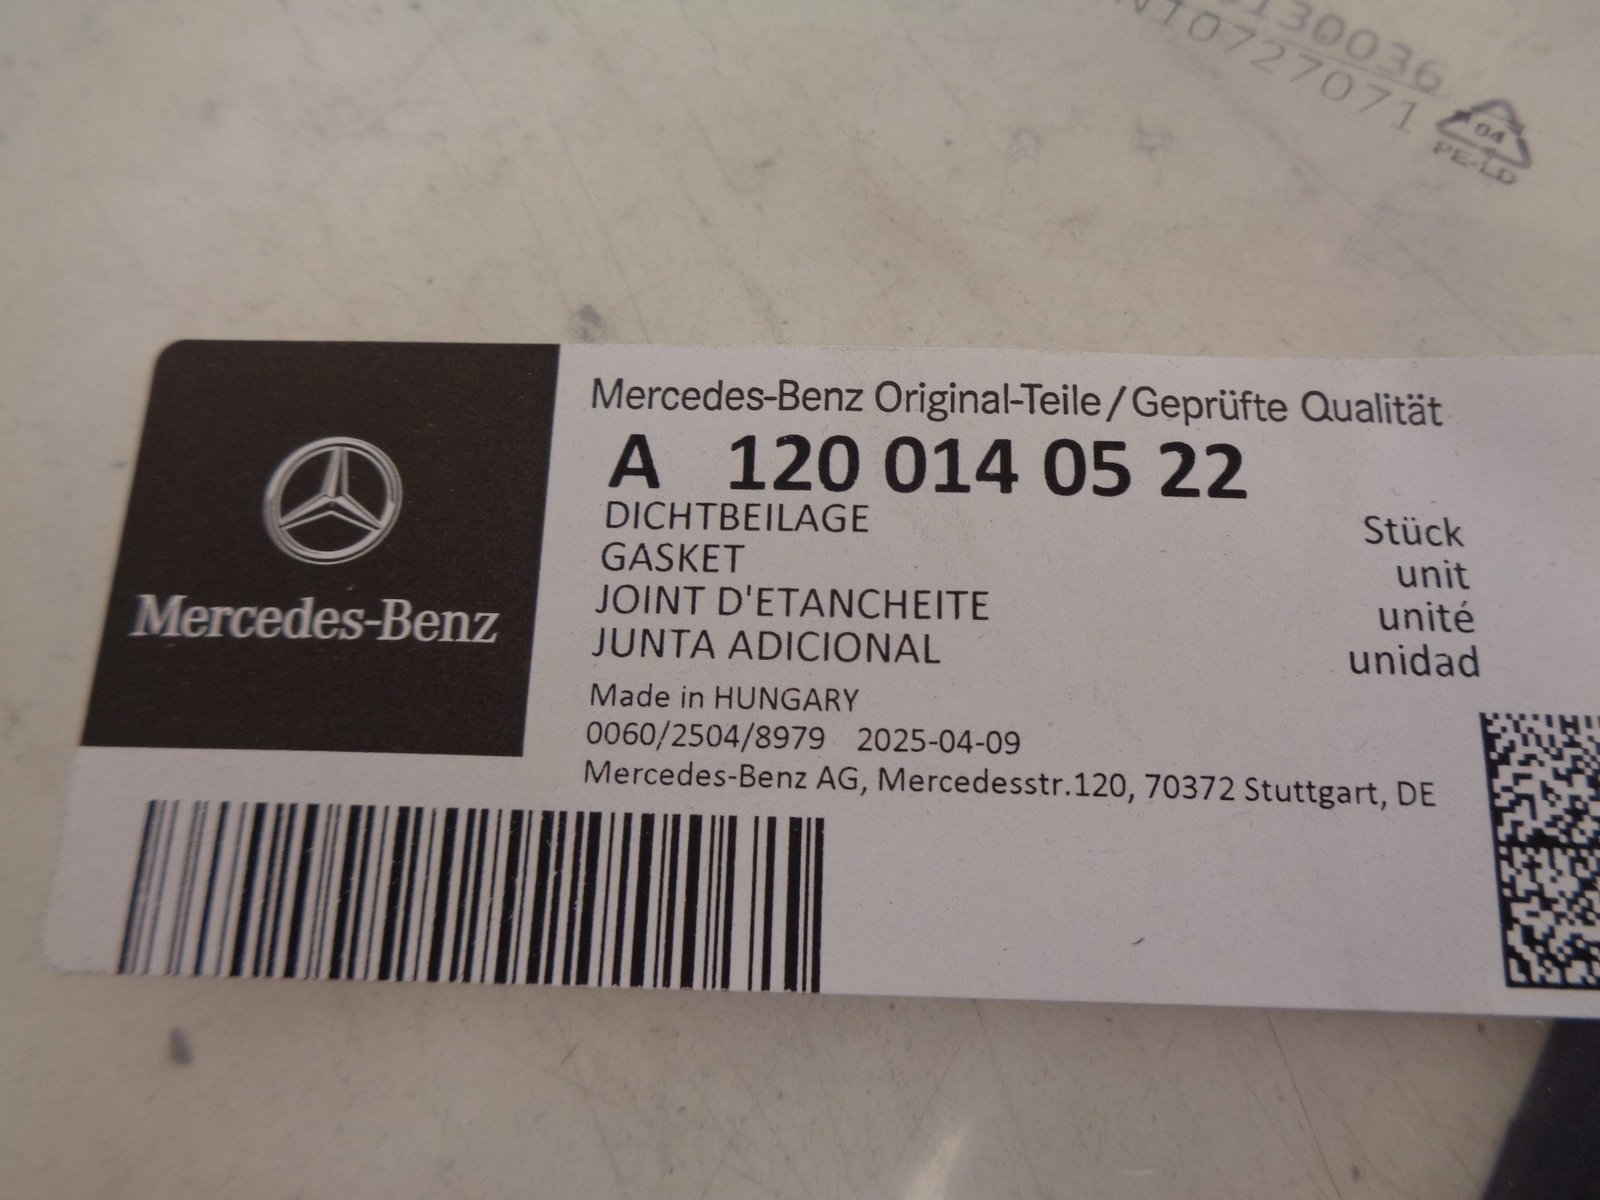 130036
N10727071
04
PE-LD
Mercedes-Benz
Mercedes-Benz Original-Teile/Geprüfte Qualität
A 120 014 05 22
DICHTBEILAGE Stück
GASKET unit
JOINT D'ETANCHEITE unité
JUNTA ADICIONAL unidad
Made in HUNGARY
0060/2504/8979 2025-04-09
Mercedes-Benz AG, Mercedesstr.120, 70372 Stuttgart, DE